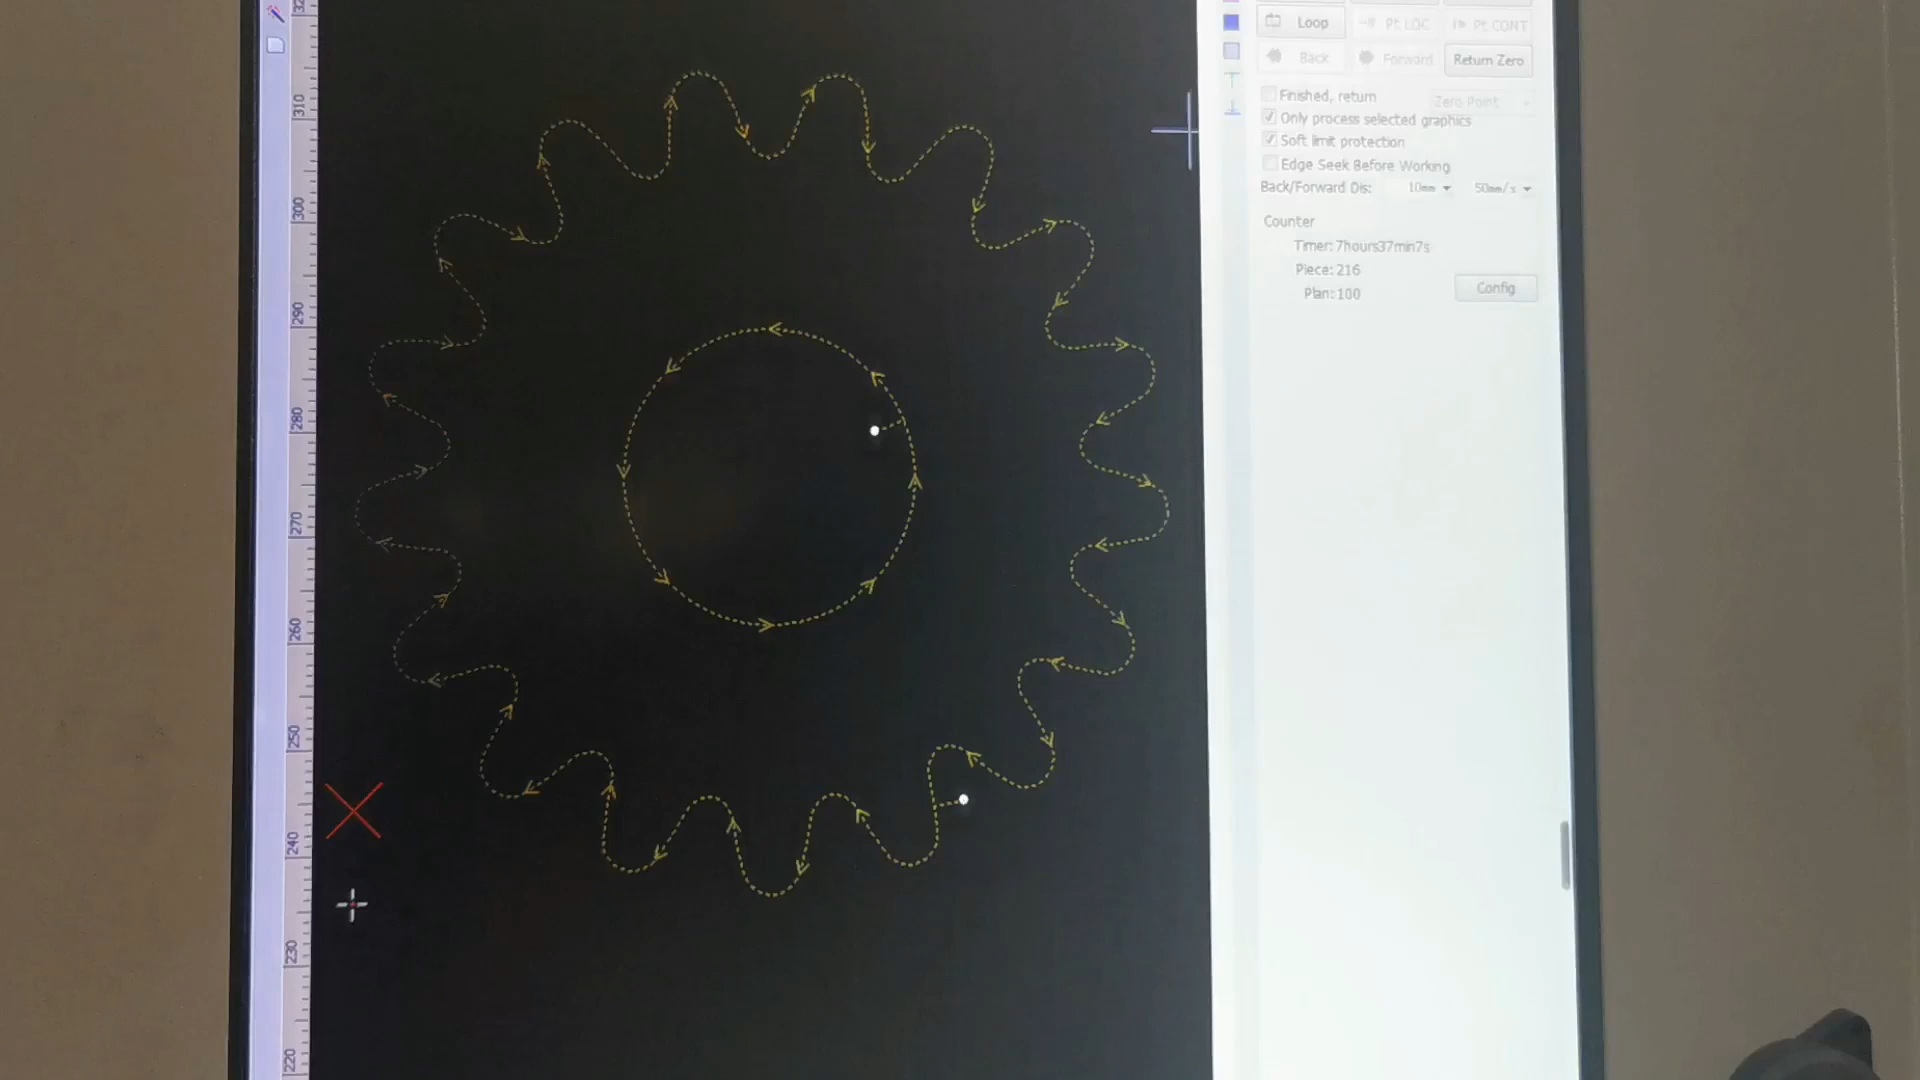 Loop
Pt LOC
Pt CONT
Back
Forward
Return Zero
Finished, return
Zero Point
Only process selected graphics
Soft limit protection
Edge Seek Before Working
Back/Forward Dis:
10mm
50mm/s
Counter
Timer: 7hours37min7s
Piece: 216
Plan: 100
Config
310
300
290
280
270
260
250
240
230
220